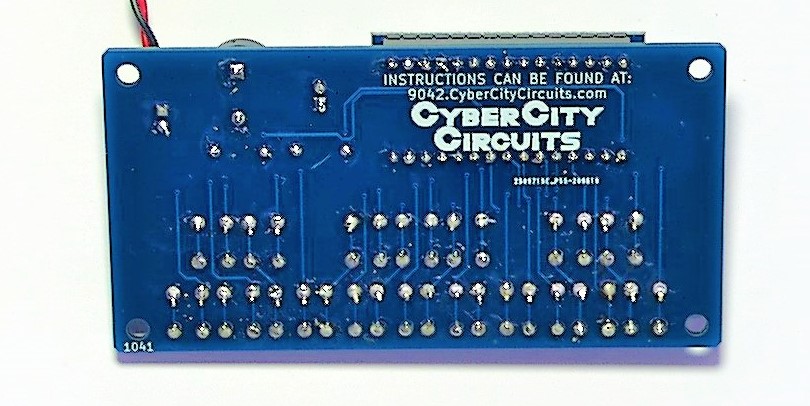 INSTRUCTIONS CAN BE FOUND AT:
9042.CyberCityCircuits.com
CYBERCITY
CIRCUITS
1041